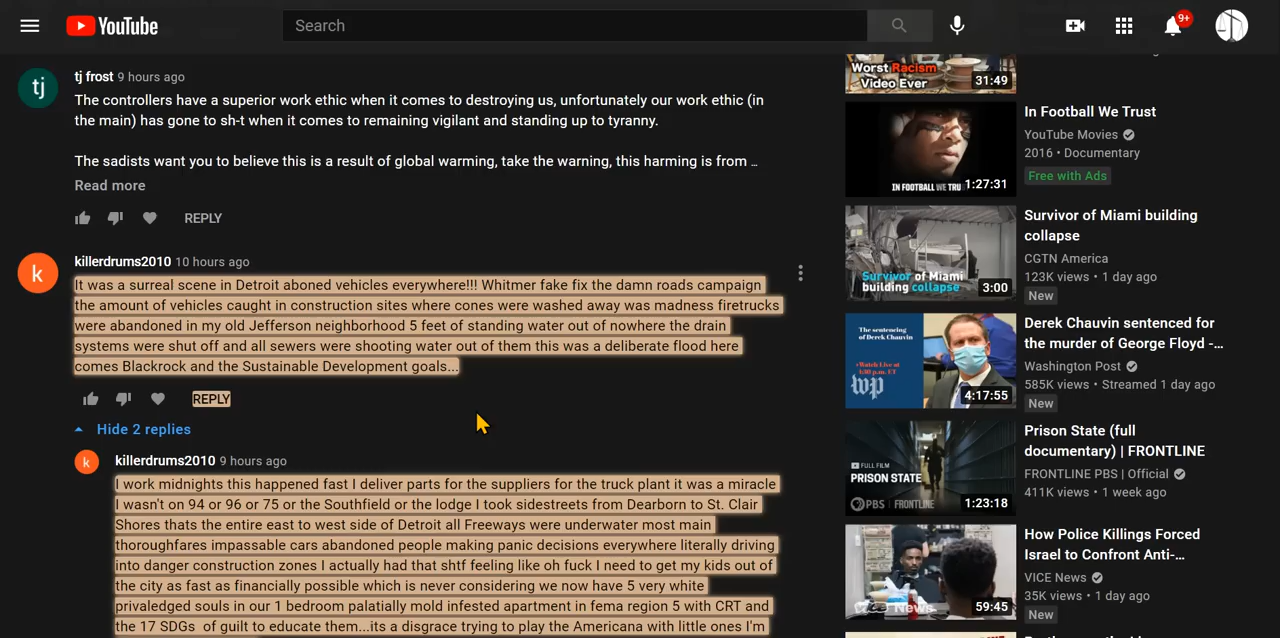 YouTube
Search
9+
tj
tj frost 9 hours ago
The controllers have a superior work ethic when it comes to destroying us, unfortunately our work ethic (in
the main) has gone to sh-t when it comes to remaining vigilant and standing up to tyranny.
The sadists want you to believe this is a result of global warming, take the warning, this harming is from ...
Read more
REPLY
k
killerdrums2010 10 hours ago
It was a surreal scene in Detroit aboned vehicles everywhere!!! Whitmer fake fix the damn roads campaign
the amount of vehicles caught in construction sites where cones were washed away was madness firetrucks
were abandoned in my old Jefferson neighborhood 5 feet of standing water out of nowhere the drain
systems were shut off and all sewers were shooting water out of them this was a deliberate flood here
comes Blackrock and the Sustainable Development goals...
REPLY
Hide 2 replies
k
killerdrums2010 9 hours ago
I work midnights this happened fast I deliver parts for the suppliers for the truck plant it was a miracle
I wasn't on 94 or 96 or 75 or the Southfield or the lodge I took sidestreets from Dearborn to St. Clair
Shores thats the entire east to west side of Detroit all Freeways were underwater most main
thoroughfares impassable cars abandoned people making panic decisions everywhere literally driving
into danger construction zones I actually had that shtf feeling like oh fuck I need to get my kids out of
the city as fast as financially possible which is never considering we now have 5 very white
privaledged souls in our 1 bedroom palatially mold infested apartment in fema region 5 with CRT and
the 17 SDGs of guilt to educate them...its a disgrace trying to play the Americana with little ones I'm
Worst Racism
Video Ever
31:49
IN FOOTBALL WE TRU
1:27:31
In Football We Trust
YouTube Movies
2016 • Documentary
Free with Ads
Survivor of Miami
building collapse
3:00
Survivor of Miami building
collapse
CGTN America
123K views • 1 day ago
New
The sentencing
of Derek Chauvin
wp
4:17:55
Derek Chauvin sentenced for
the murder of George Floyd -...
Washington Post
585K views • Streamed 1 day ago
New
FULL FILM
PRISON STATE
PBS FRONTLINE
1:23:18
Prison State (full
documentary) | FRONTLINE
FRONTLINE PBS | Official
411K views • 1 week ago
VICE News
59:45
How Police Killings Forced
Israel to Confront Anti-...
VICE News
35K views • 1 day ago
New